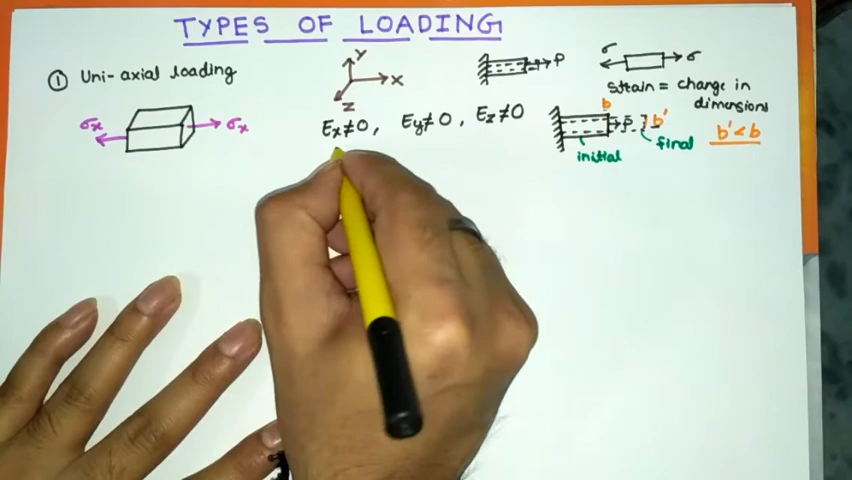 TYPES OF LOADING
① Uni-axial loading
σx
σx
Y
X
Z
Ex≠0, Ey≠0, Ez≠0
P
σ
σ
strain = change in
dimensions
b
P
b'
b' < b
initial
final